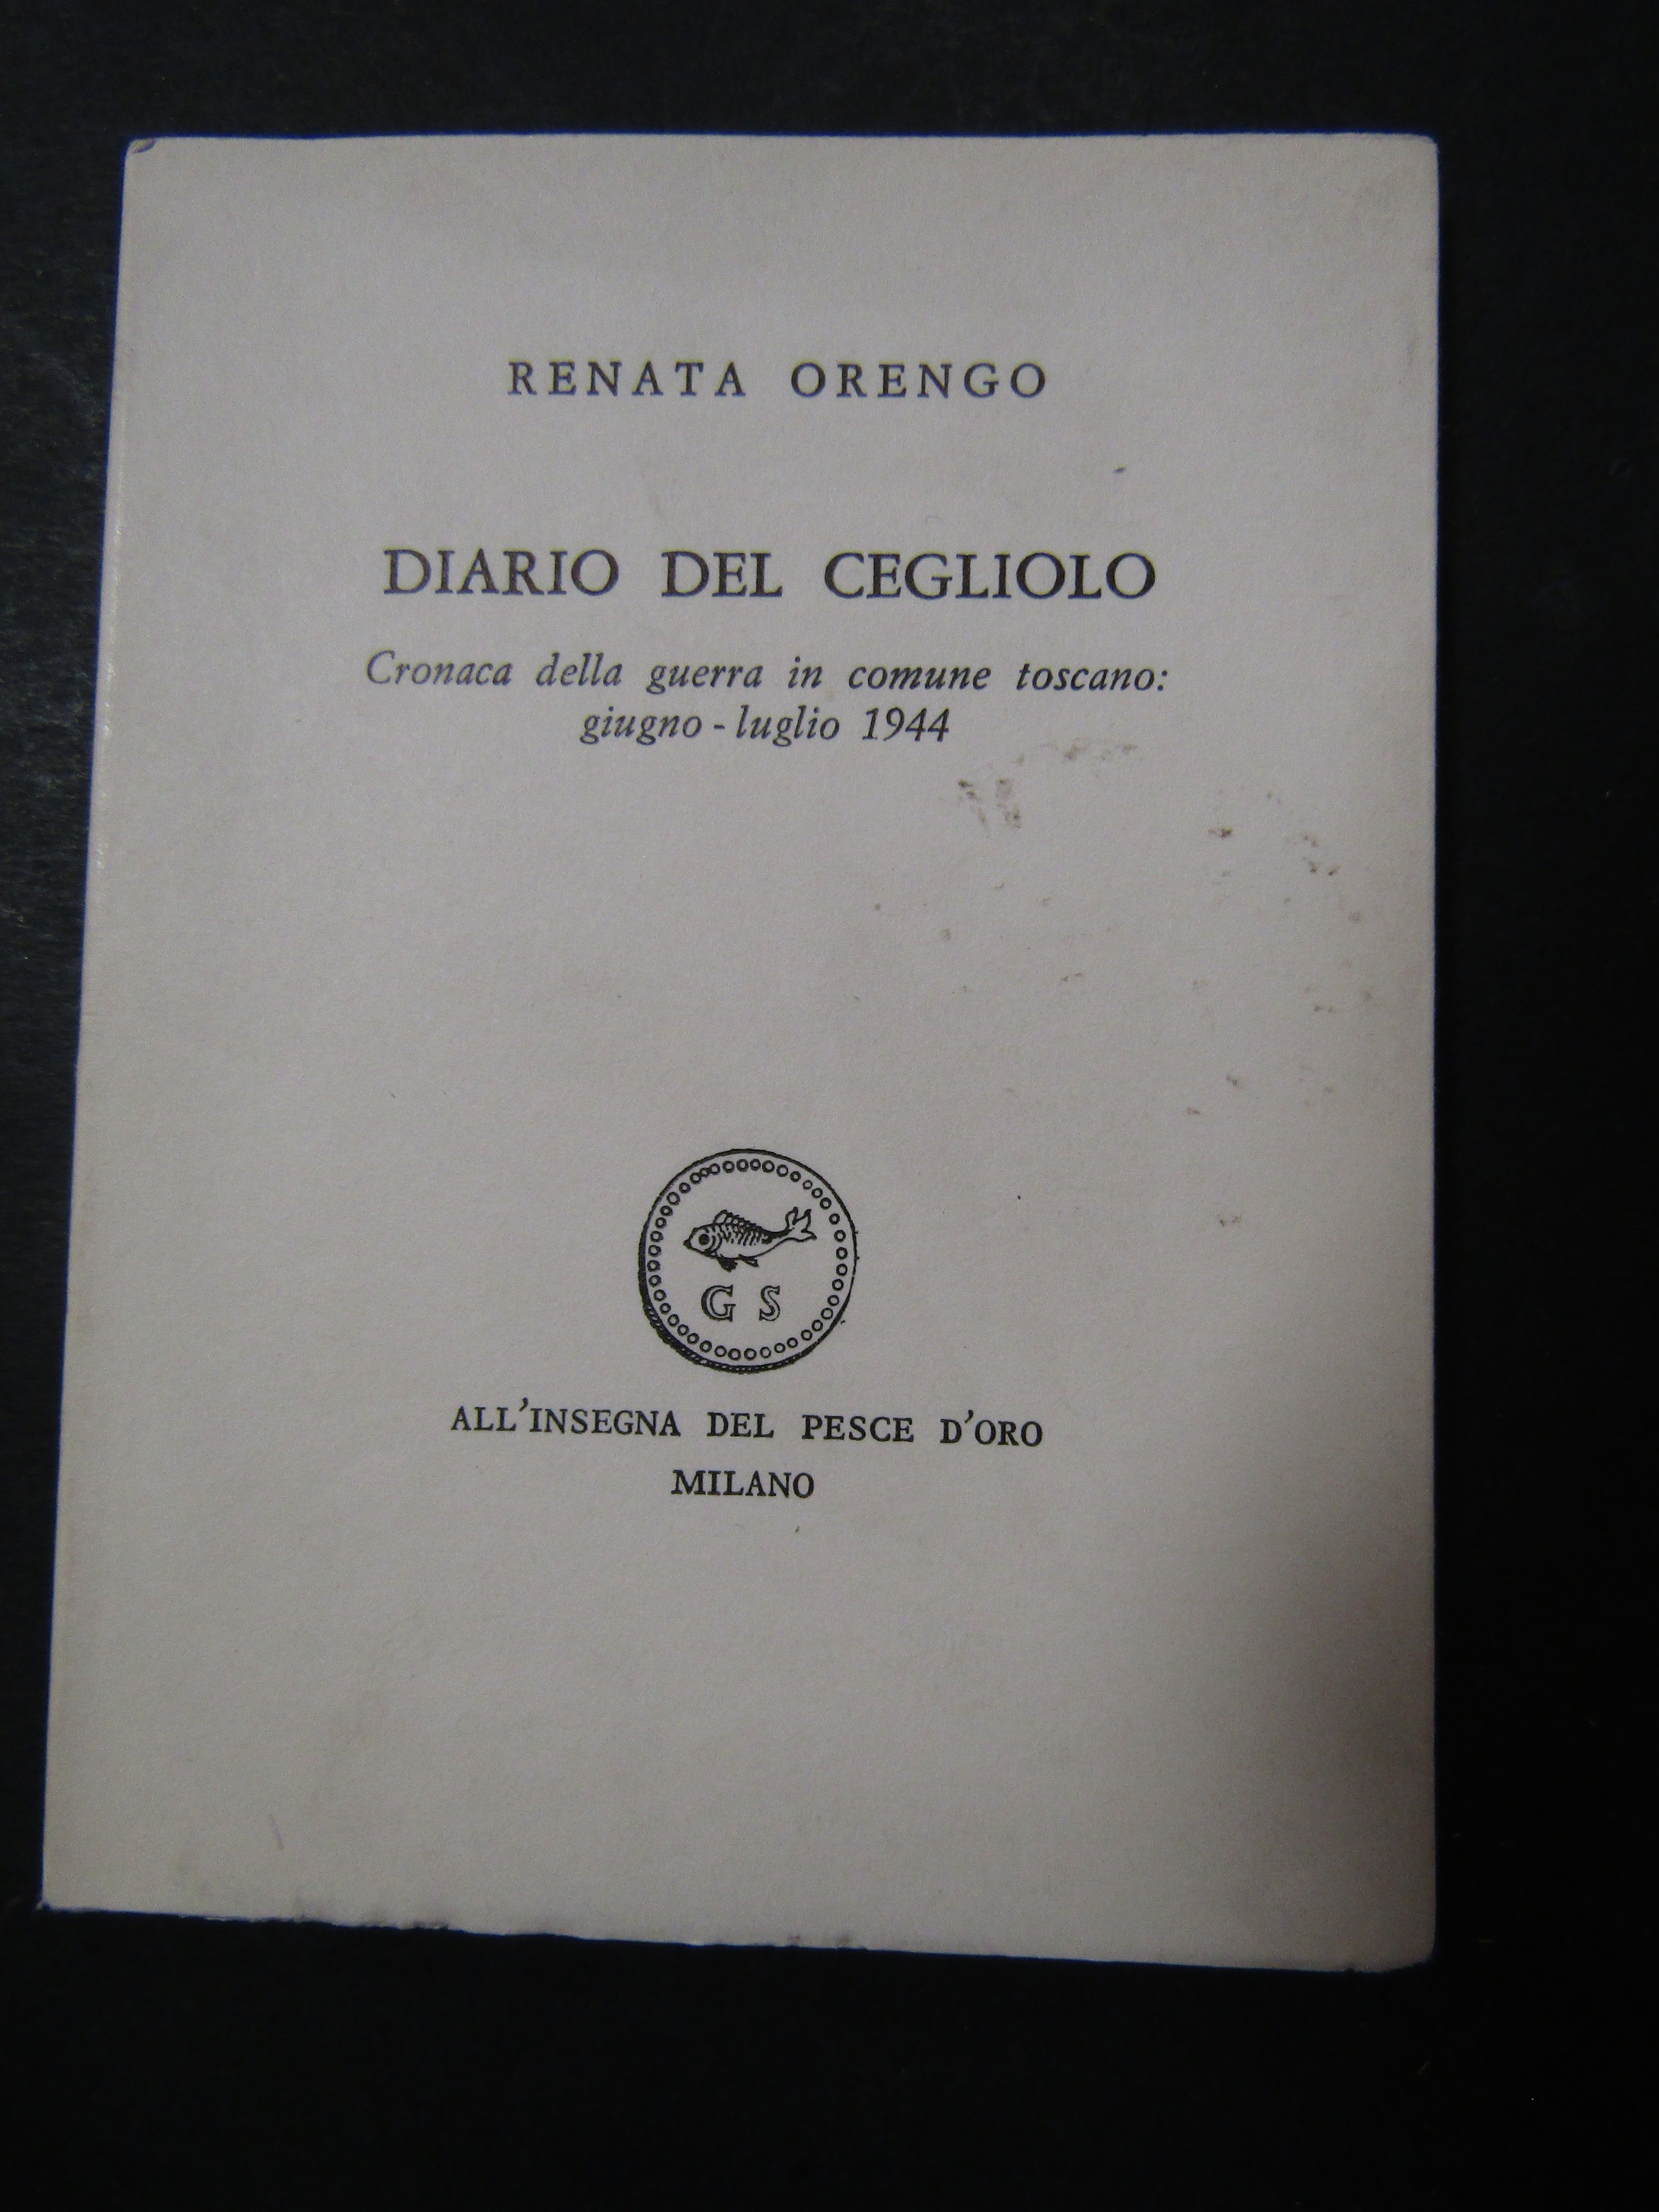 RENATA ORENGO
DIARIO DEL CEGLIOLO
Cronaca della guerra in comune toscano:
giugno - luglio 1944
G S
ALL'INSEGNA DEL PESCE D'ORO
MILANO